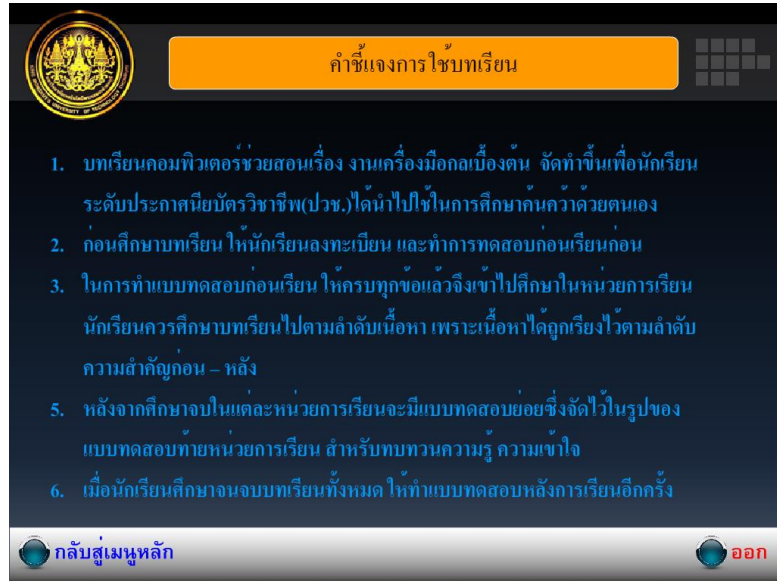 คำชี้แจงการใช้บทเรียน
1. บทเรียนคอมพิวเตอร์ช่วยสอนเรื่อง งานเครื่องมือกลเบื้องต้น จัดทำขึ้นเพื่อนักเรียน
ระดับประกาศนียบัตรวิชาชีพ(ปวช.)ได้นำไปใช้ในการศึกษาค้นคว้าด้วยตนเอง
2. ก่อนศึกษาบทเรียน ให้นักเรียนลงทะเบียน และทำการทดสอบก่อนเรียนก่อน
3. ในการทำแบบทดสอบก่อนเรียน ให้ครบทุกข้อแล้วจึงเข้าไปศึกษาในหน่วยการเรียน
นักเรียนควรศึกษาบทเรียนไปตามลำดับเนื้อหา เพราะเนื้อหาได้ถูกเรียงไว้ตามลำดับ
ความสำคัญก่อน – หลัง
5. หลังจากศึกษาจบในแต่ละหน่วยการเรียนจะมีแบบทดสอบย่อยซึ่งจัดไว้ในรูปของ
แบบทดสอบท้ายหน่วยการเรียน สำหรับทบทวนความรู้ ความเข้าใจ
6. เมื่อนักเรียนศึกษาจนจบบทเรียนทั้งหมด ให้ทำแบบทดสอบหลังการเรียนอีกครั้ง
กลับสู่เมนูหลัก
ออก